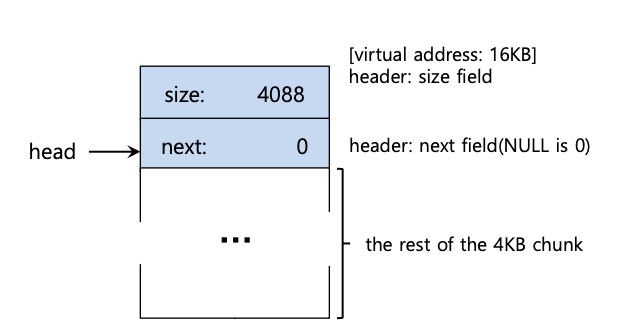 [virtual address: 16KB]
header: size field
size: 4088
head
next: 0
header: next field(NULL is 0)
...
the rest of the 4KB chunk